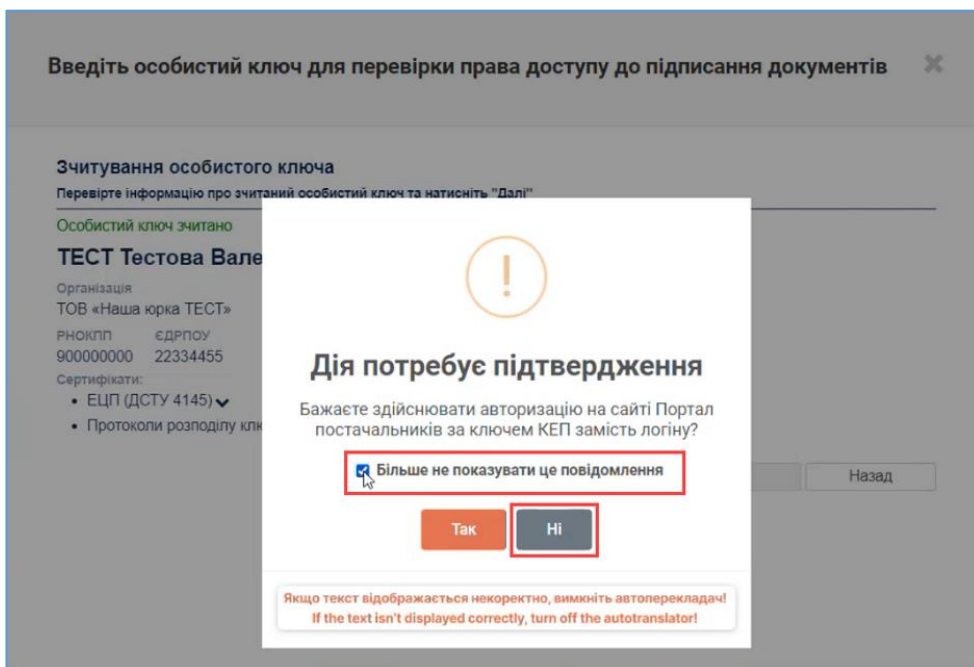 Введіть особистий ключ для перевірки права доступу до підписання документів
Зчитування особистого ключа
Перевірте інформацію про зчитаний особистий ключ та натисніть "Далі"
Особистий ключ зчитано
ТЕСТ Тестова Вале
Організація
ТОВ «Наша юрка ТЕСТ»
РНОКПП ЄДРПОУ
900000000 22334455
Сертифікати:
• ЕЦП (ДСТУ 4145)
• Протоколи розподілу клю
Назад
!
Дія потребує підтвердження
Бажаєте здійснювати авторизацію на сайті Портал
постачальників за ключем КЕП замість логіну?
Більше не показувати це повідомлення
Так Ні
Якщо текст відображається некоректно, вимкніть автоперекладач!
If the text isn't displayed correctly, turn off the autotranslator!